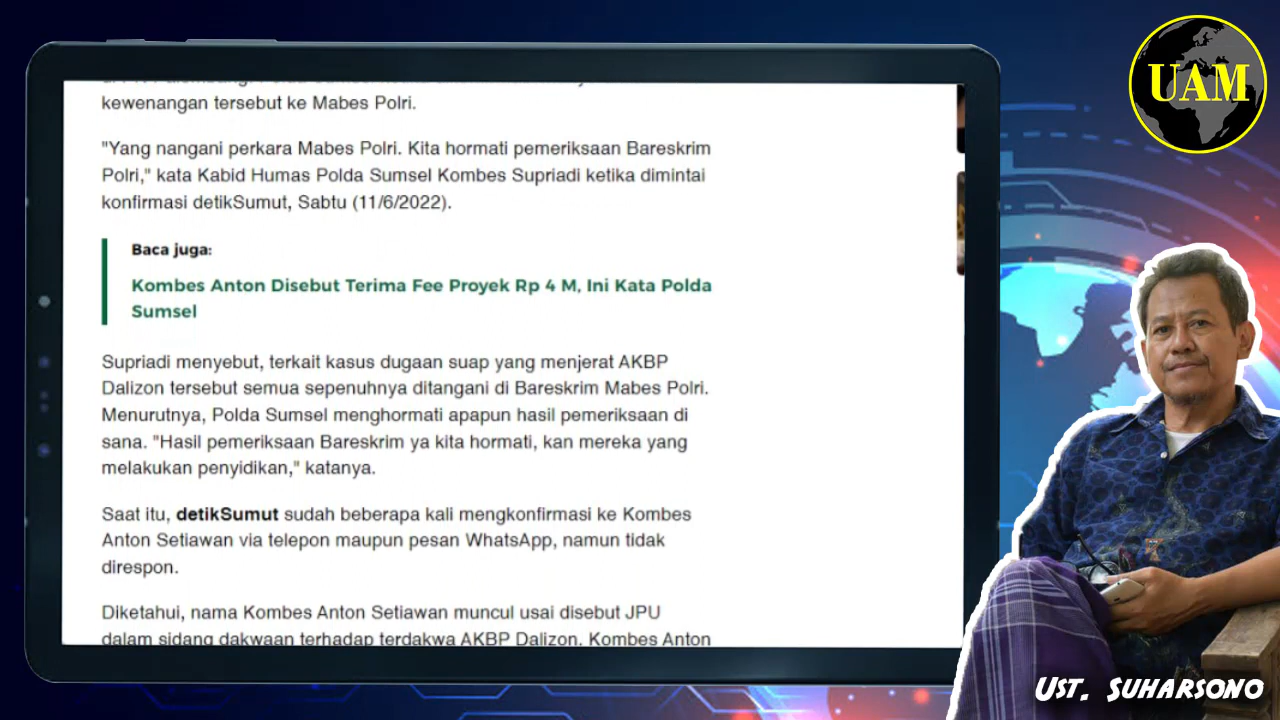 kewenangan tersebut ke Mabes Polri.
"Yang nangani perkara Mabes Polri. Kita hormati pemeriksaan Bareskrim
Polri," kata Kabid Humas Polda Sumsel Kombes Supriadi ketika dimintai
konfirmasi detikSumut, Sabtu (11/6/2022).
Baca juga:
Kombes Anton Disebut Terima Fee Proyek Rp 4 M, Ini Kata Polda
Sumsel
Supriadi menyebut, terkait kasus dugaan suap yang menjerat AKBP
Dalizon tersebut semua sepenuhnya ditangani di Bareskrim Mabes Polri.
Menurutnya, Polda Sumsel menghormati apapun hasil pemeriksaan di
sana. "Hasil pemeriksaan Bareskrim ya kita hormati, kan mereka yang
melakukan penyidikan," katanya.
Saat itu, detikSumut sudah beberapa kali mengkonfirmasi ke Kombes
Anton Setiawan via telepon maupun pesan WhatsApp, namun tidak
direspon.
Diketahui, nama Kombes Anton Setiawan muncul usai disebut JPU
dalam sidang dakwaan terhadap terdakwa AKBP Dalizon. Kombes Anton
UAM
UST. SUHARSONO